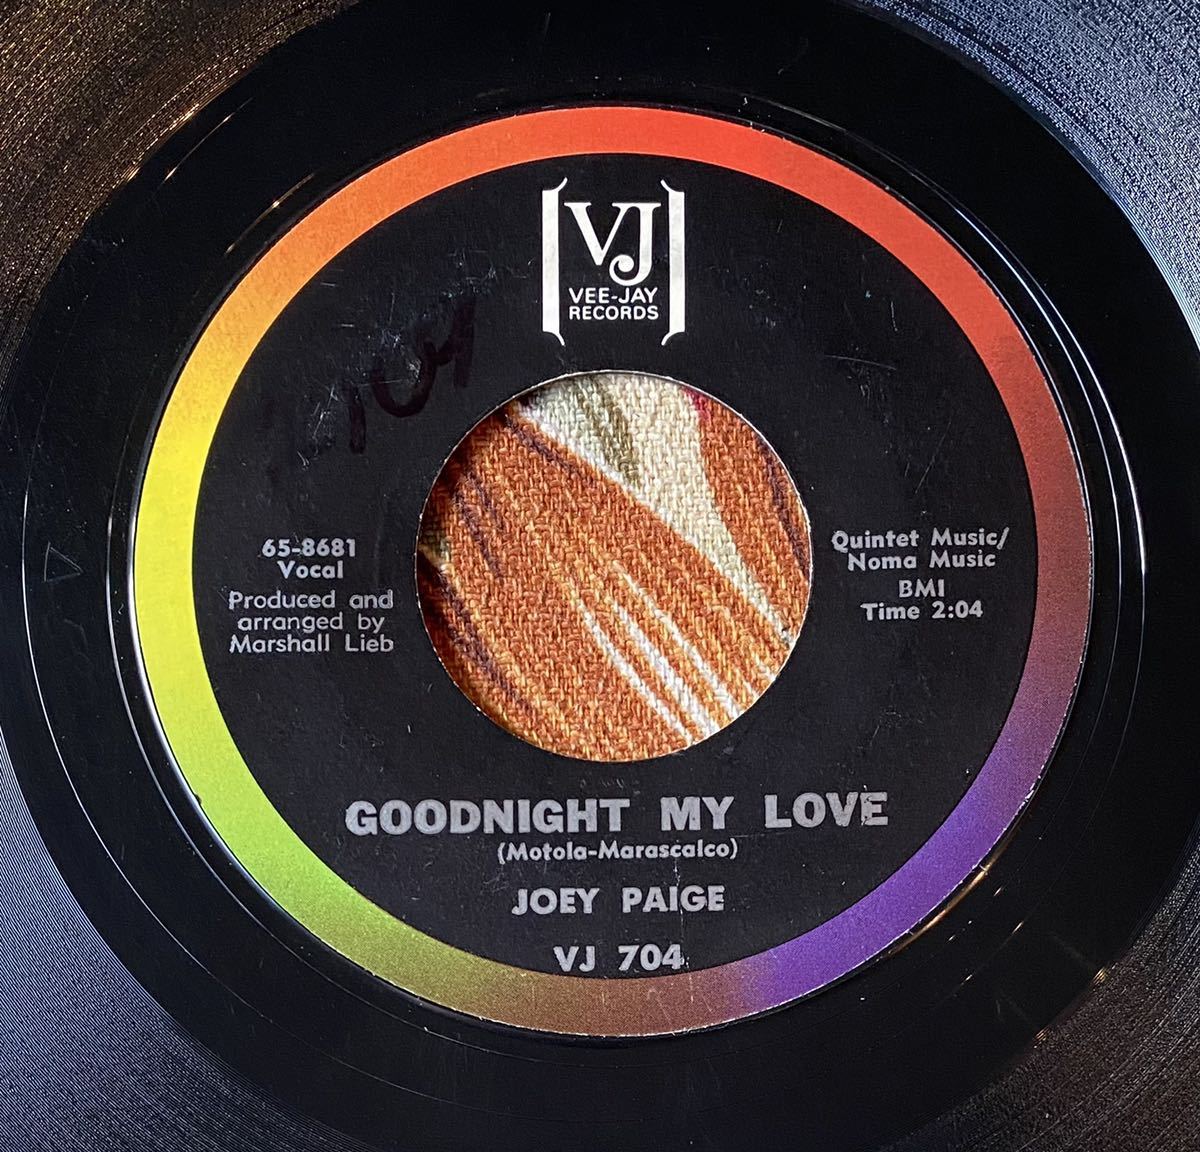 VJ
VEE-JAY
RECORDS
65-8681
Vocal
Produced and
arranged by
Marshall Lieb
Quintet Music/
Noma Music
BMI
Time 2:04
GOODNIGHT MY LOVE
(Motola-Marascalco)
JOEY PAIGE
VJ 704